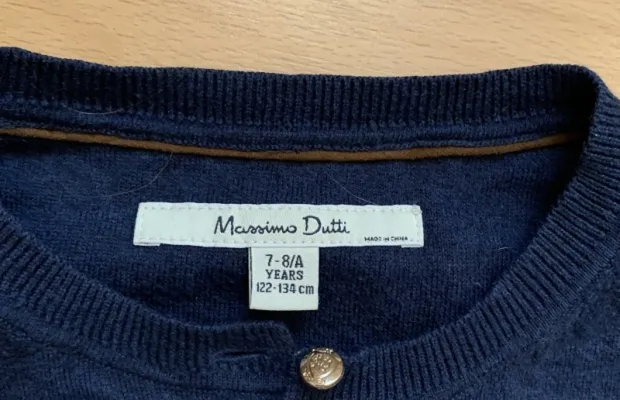 Massimo Dutti
MADE IN CHINA
7-8/A
YEARS
122-134 cm